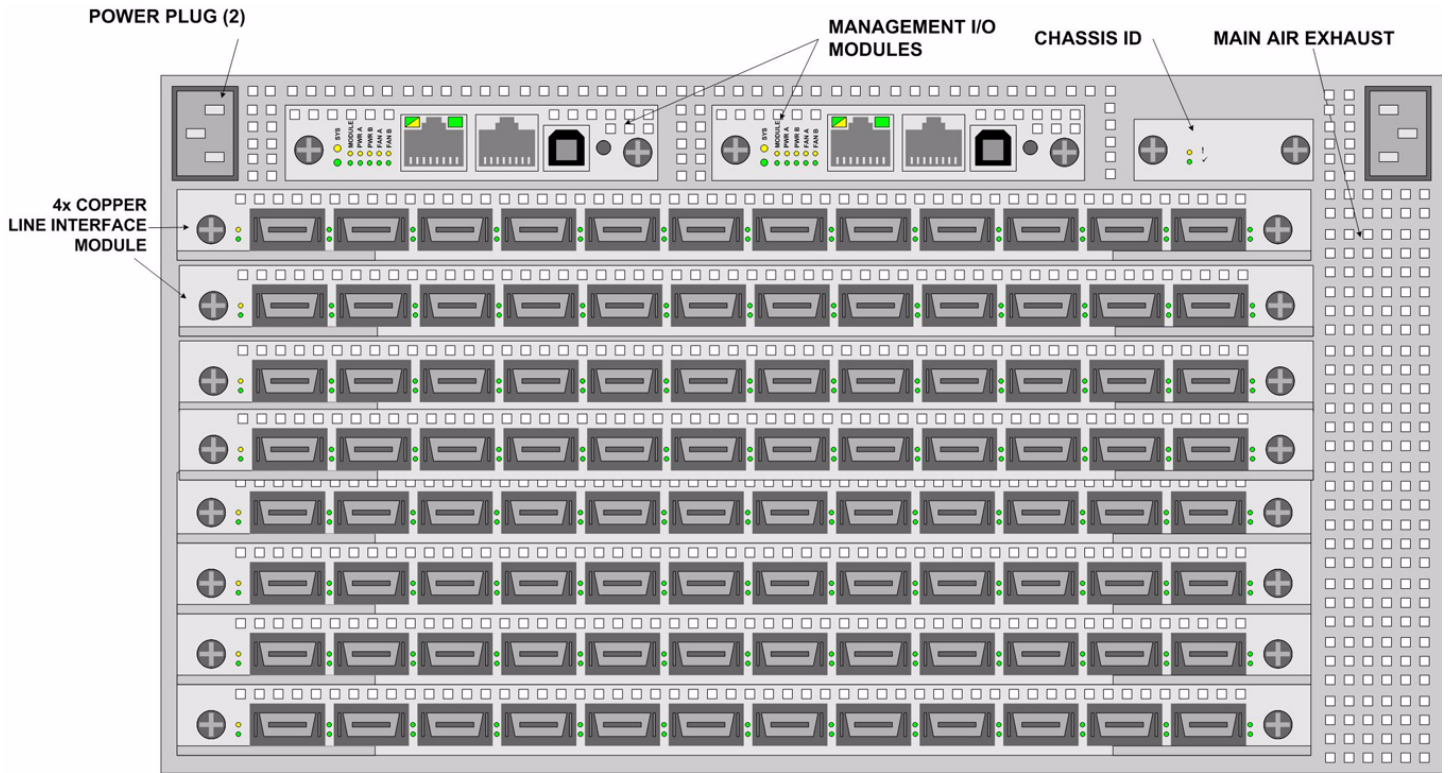 POWER PLUG (2)
MANAGEMENT I/O
MODULES
CHASSIS ID
MAIN AIR EXHAUST
SYS
MODULE
PWR A
PWR B
FAN A
FAN B
SYS
MODULE
PWR A
PWR B
FAN A
FAN B
!
✓
4x COPPER
LINE INTERFACE
MODULE